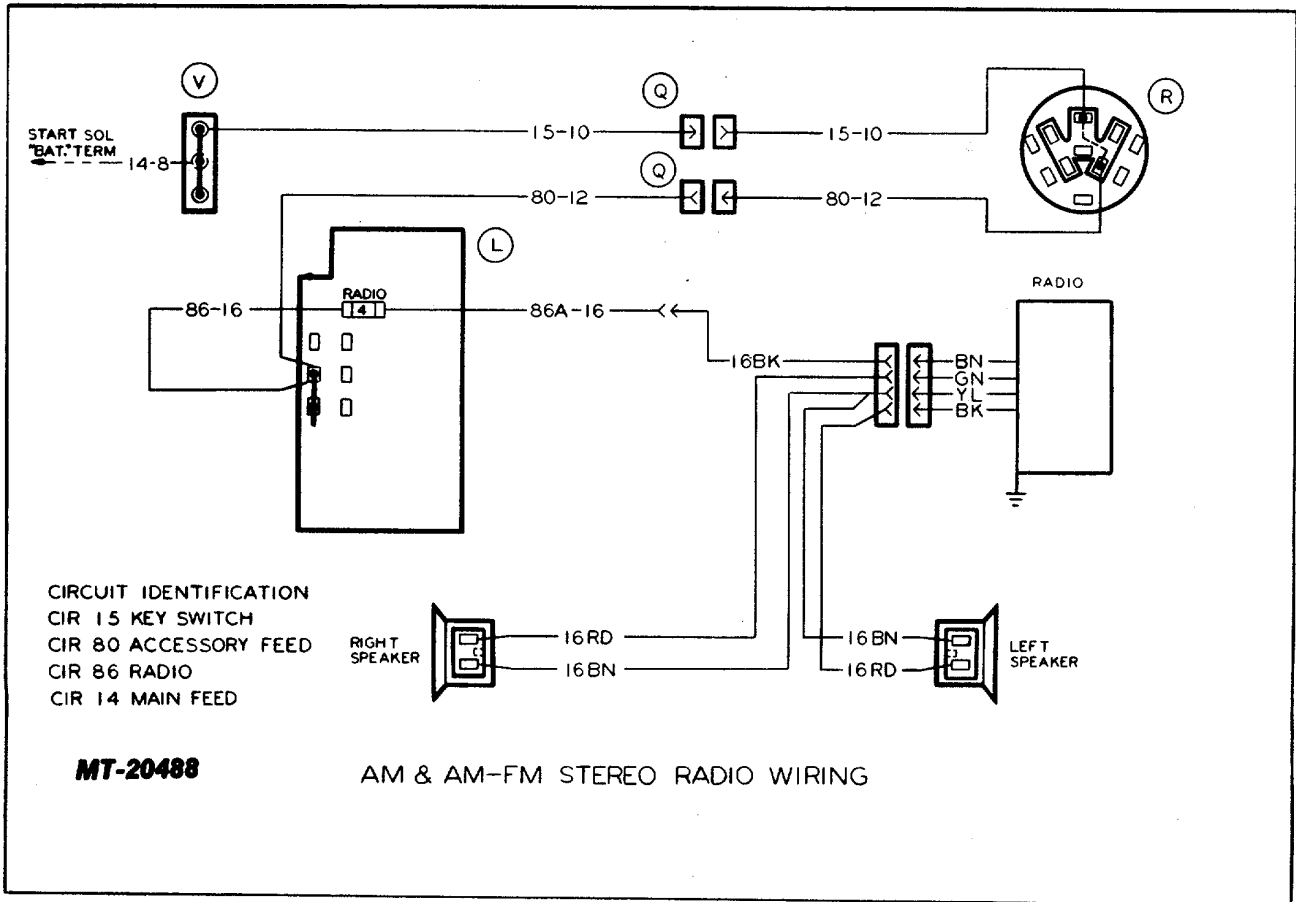 V
Q
R
START SOL
"BAT." TERM
14-8
15-10
15-10
Q
80-12
80-12
L
RADIO
RADIO
86-16
4
86A-16
16BK
BN
GN
YL
BK
CIRCUIT IDENTIFICATION
CIR 15 KEY SWITCH
CIR 80 ACCESSORY FEED
CIR 86 RADIO
CIR 14 MAIN FEED
RIGHT
SPEAKER
16RD
16BN
16BN
16RD
LEFT
SPEAKER
MT-20488
AM & AM-FM STEREO RADIO WIRING